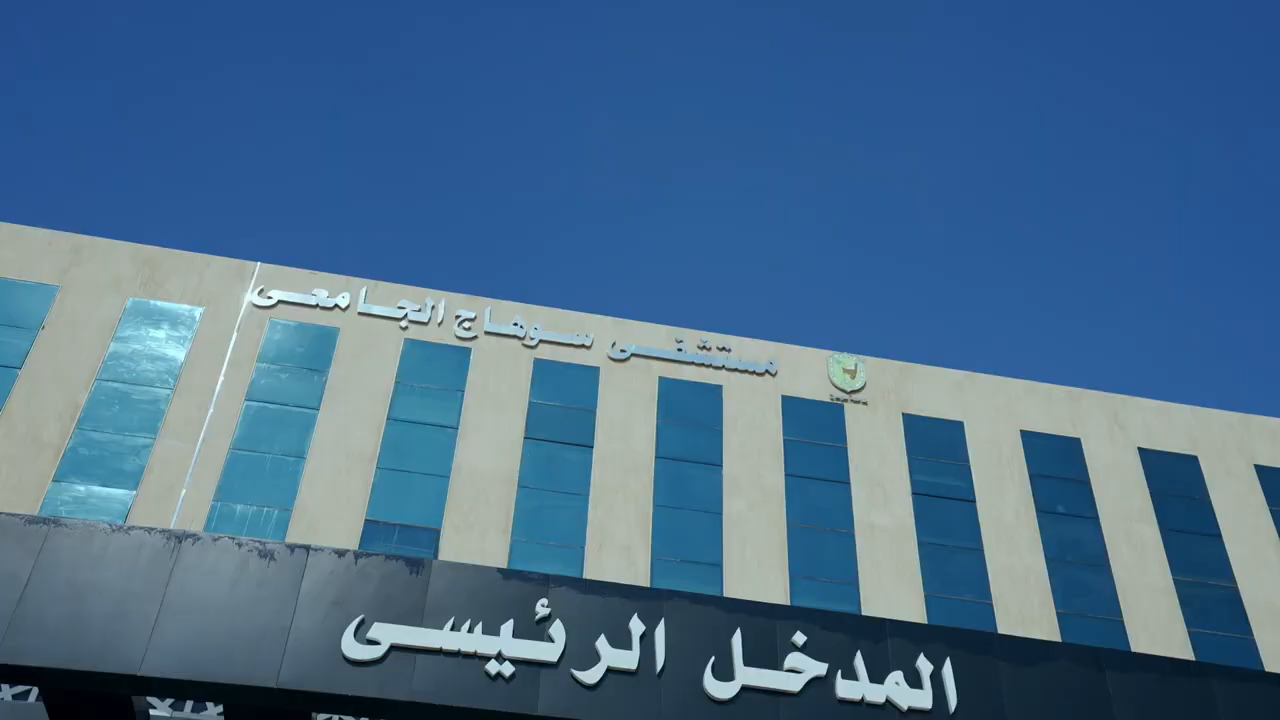 مستشفى سوهاج الجامعى
المدخل الرئيسى